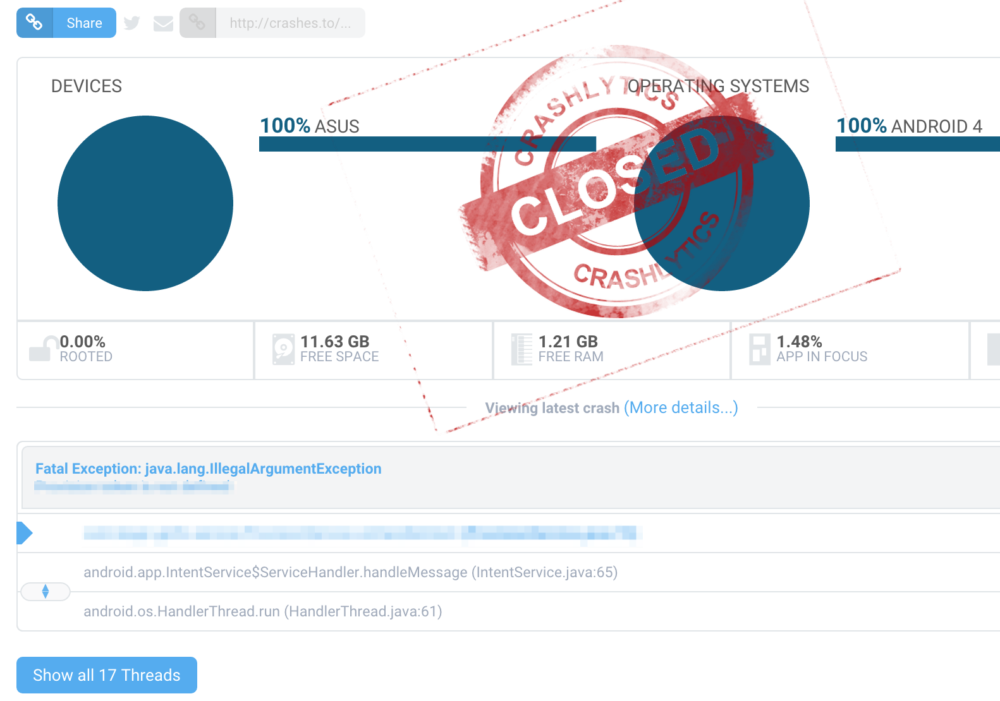 Share
http://crashes.to/...
DEVICES
100% ASUS
OPERATING SYSTEMS
100% ANDROID 4
CRASHLYTICS
CLOSED
CRASHLYTICS
0.00%
ROOTED
11.63 GB
FREE SPACE
1.21 GB
FREE RAM
1.48%
APP IN FOCUS
Viewing latest crash (More details...)
Fatal Exception: java.lang.IllegalArgumentException
android.app.IntentService$ServiceHandler.handleMessage (IntentService.java:65)
android.os.HandlerThread.run (HandlerThread.java:61)
Show all 17 Threads